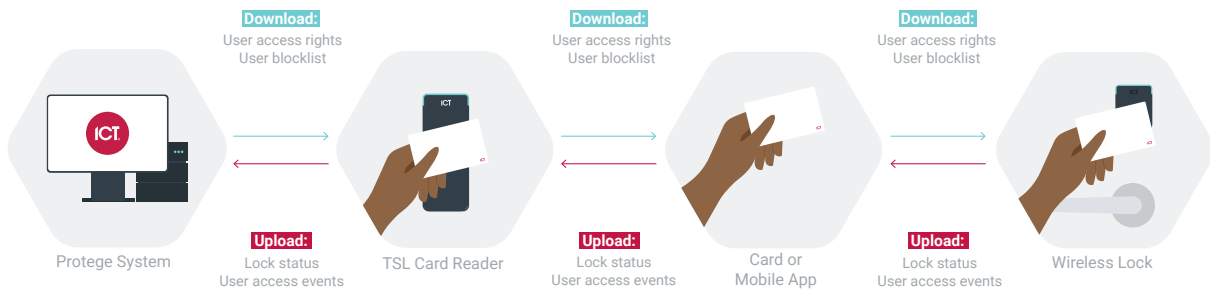 Download:
User access rights
User blocklist
Download:
User access rights
User blocklist
Download:
User access rights
User blocklist
ICT
ICT
ICT
Upload:
Lock status
User access events
Upload:
Lock status
User access events
Upload:
Lock status
User access events
Protege System
TSL Card Reader
Card or
Mobile App
Wireless Lock